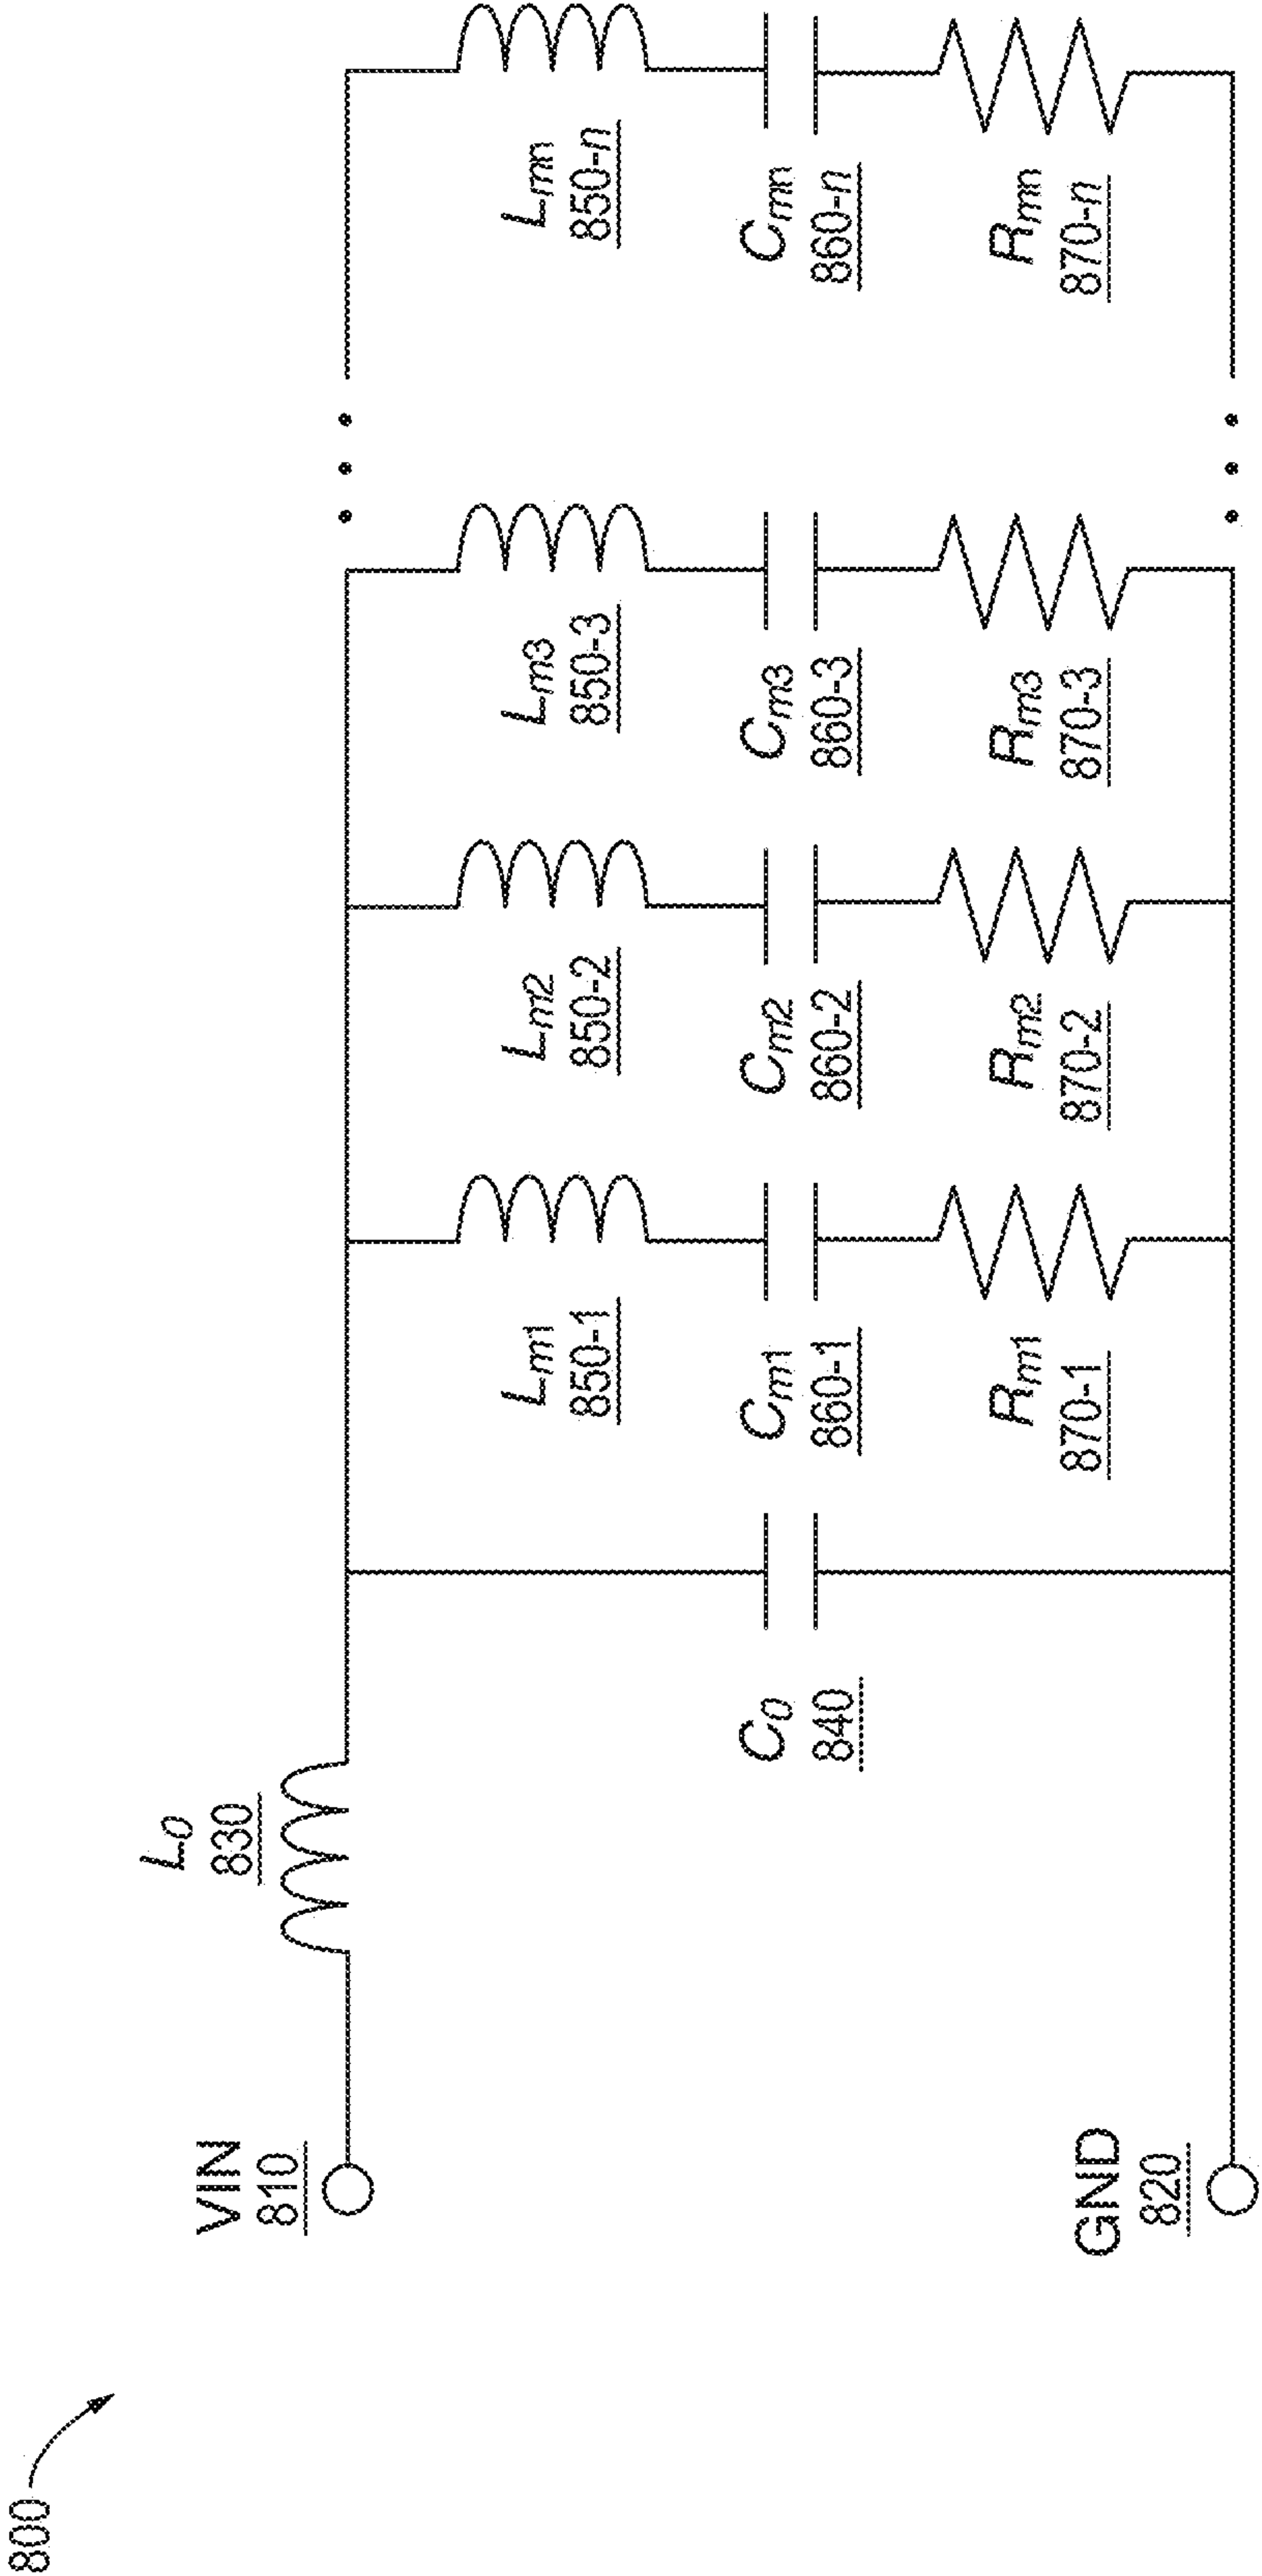 800
VIN
810
L0
830
GND
820
C0
840
Lm1
850-1
Cm1
860-1
Rm1
870-1
Lm2
850-2
Cm2
860-2
Rm2
870-2
Lm3
850-3
Cm3
860-3
Rm3
870-3
Lmn
850-n
Cmn
860-n
Rmn
870-n